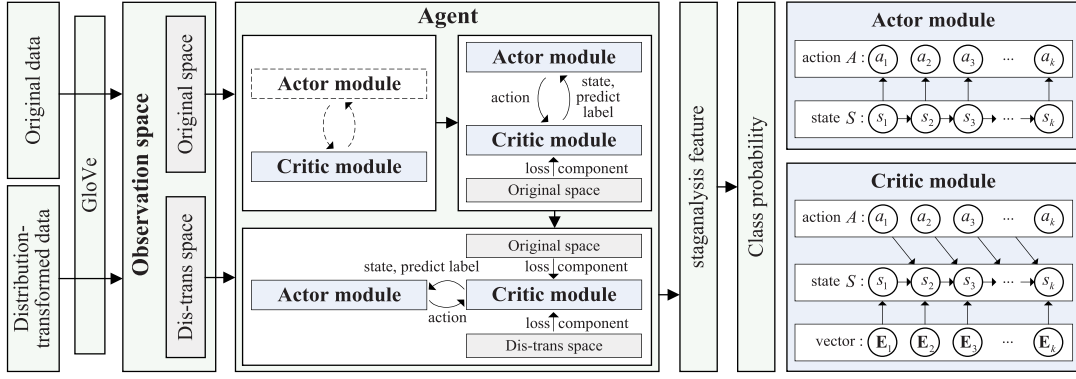 Original data
Distribution-
transformed data
GloVe
Observation space
Original space
Dis-trans space
Agent
Actor module
Critic module
Actor module
action
state,
predict
label
Critic module
loss component
Original space
Original space
loss component
state, predict label
Actor module
Critic module
action
loss component
Dis-trans space
staganalysis feature
Class probability
Actor module
action A : a1 a2 a3 ... ak
state S : s1 s2 s3 ... sk
Critic module
action A : a1 a2 a3 ... ak
state S : s1 s2 s3 ... sk
vector : E1 E2 E3 ... Ek